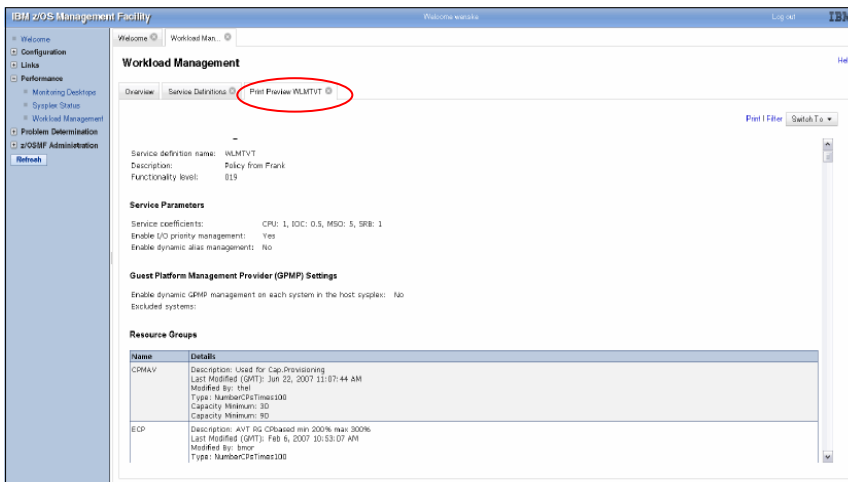 IBM z/OS Management Facility
Welcome wenske
Log out
IBM
Welcome
Configuration
Links
Performance
Monitoring Desktops
Sysplex Status
Workload Management
Problem Determination
z/OSMF Administration
Refresh
Welcome
Workload Man...
Hel
Workload Management
Overview
Service Definitions
Print Preview WLMTVT
Print | Filter
Switch To
Service definition name: WLMTVT
Description: Policy from Frank
Functionality level: 019
Service Parameters
Service coefficients: CPU: 1, IOC: 0.5, MSO: 5, SRB: 1
Enable I/O priority management: Yes
Enable dynamic alias management: No
Guest Platform Management Provider (GPMP) Settings
Enable dynamic GPMP management on each system in the host sysplex: No
Excluded systems:
Resource Groups
Name Details
CPMAV Description: Used for Cap.Provisioning
Last Modified (GMT): Jun 22, 2007 11:07:44 AM
Modified By: thel
Type: NumberCPsTimes100
Capacity Minimum: 30
Capacity Minimum: 90
ECP Description: AVT RG CPbased min 200% max 300%
Last Modified (GMT): Feb 6, 2007 10:53:07 AM
Modified By: bmor
Type: NumberCPsTimes100